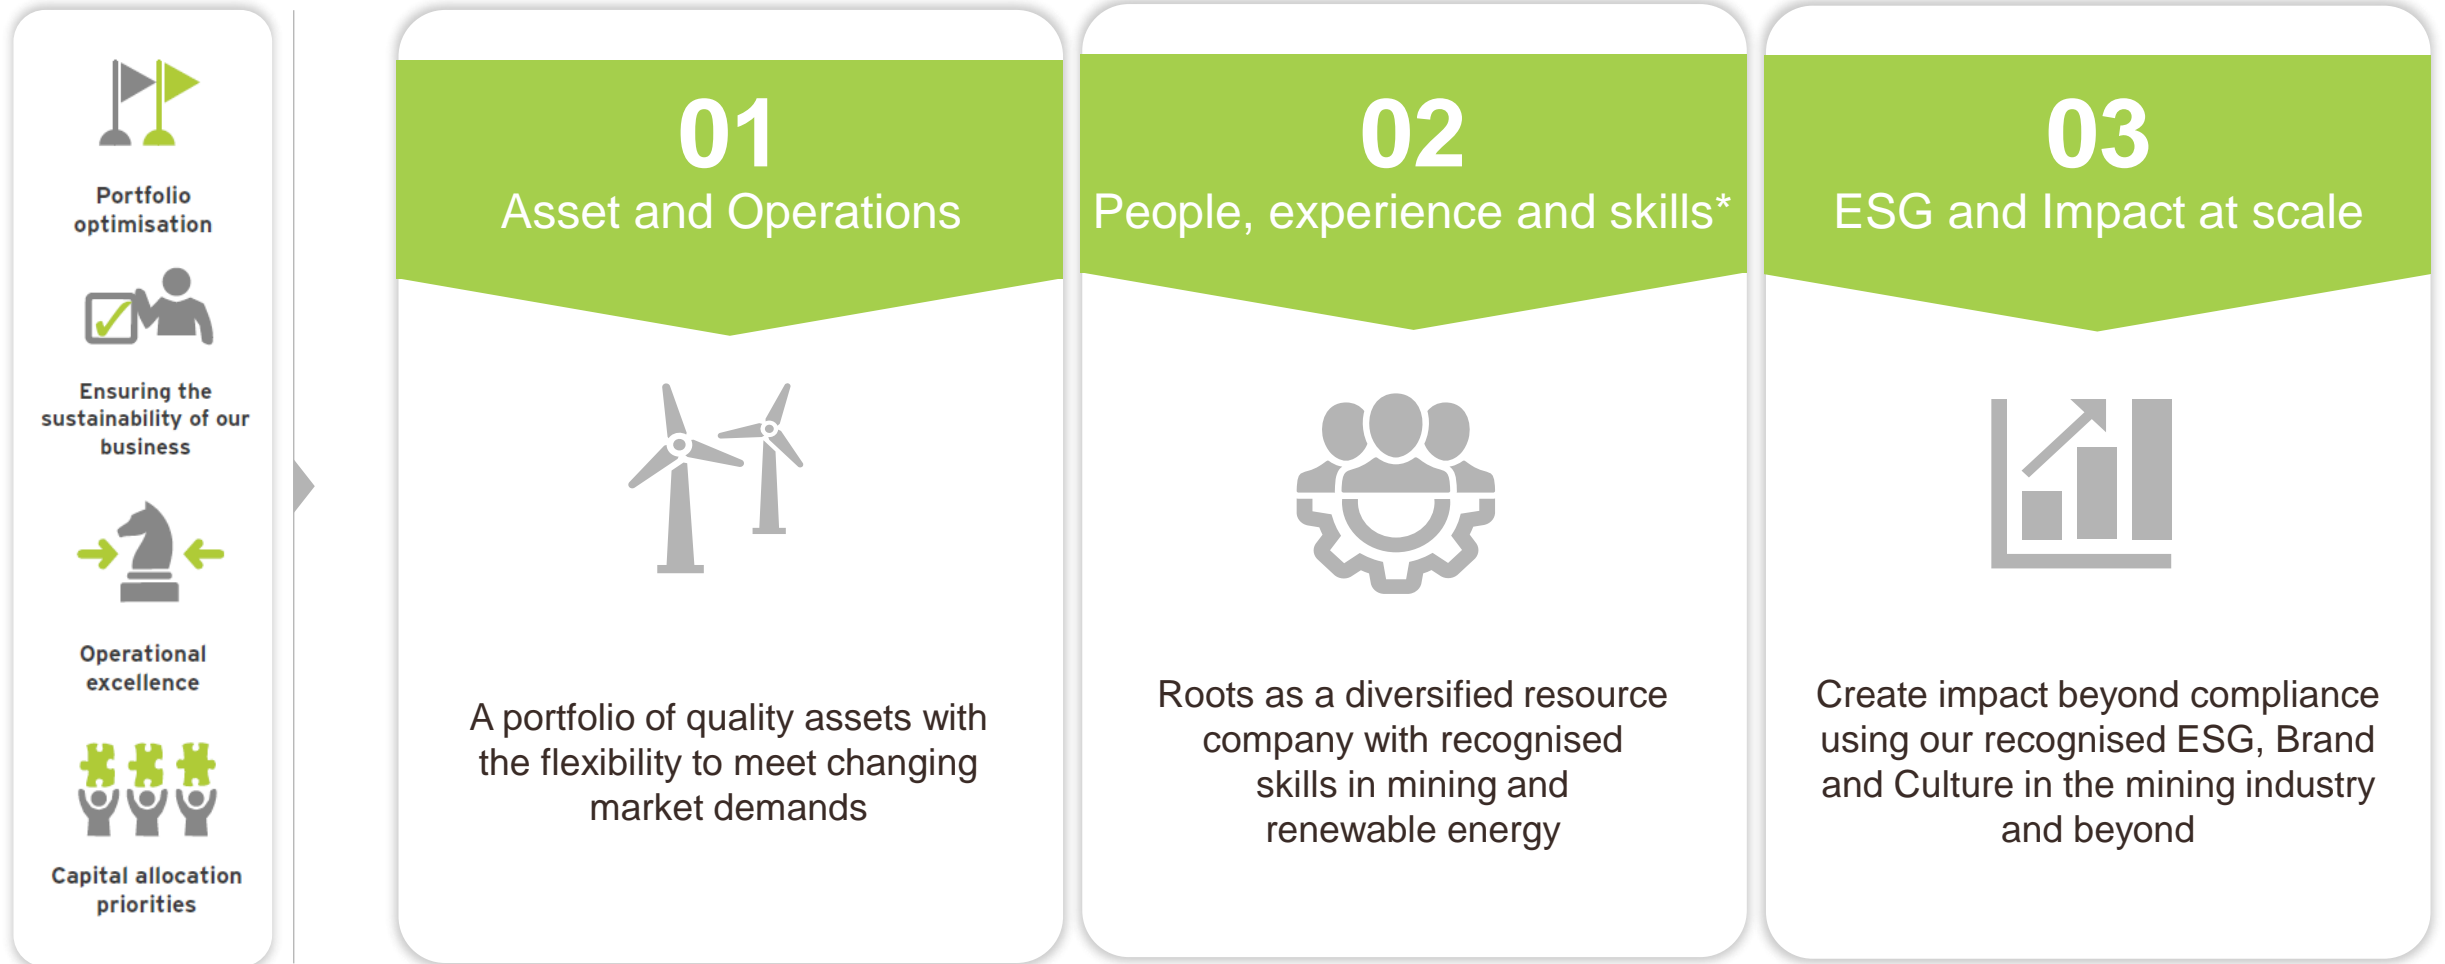 Portfolio
optimisation
Ensuring the
sustainability of our
business
Operational
excellence
Capital allocation
priorities
01
Asset and Operations
A portfolio of quality assets with
the flexibility to meet changing
market demands
02
People, experience and skills*
Roots as a diversified resource
company with recognised
skills in mining and
renewable energy
03
ESG and Impact at scale
Create impact beyond compliance
using our recognised ESG, Brand
and Culture in the mining industry
and beyond